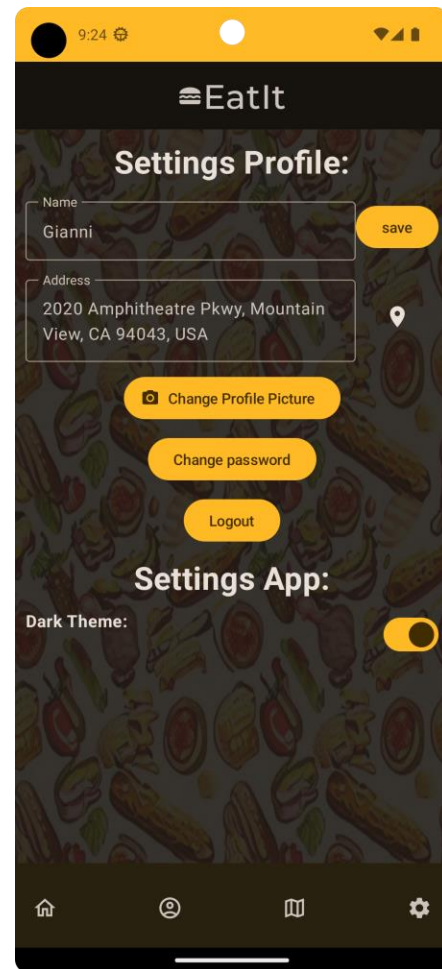 9:24
EatIt
Settings Profile:
Name
Gianni
save
Address
2020 Amphitheatre Pkwy, Mountain
View, CA 94043, USA
Change Profile Picture
Change password
Logout
Settings App:
Dark Theme: